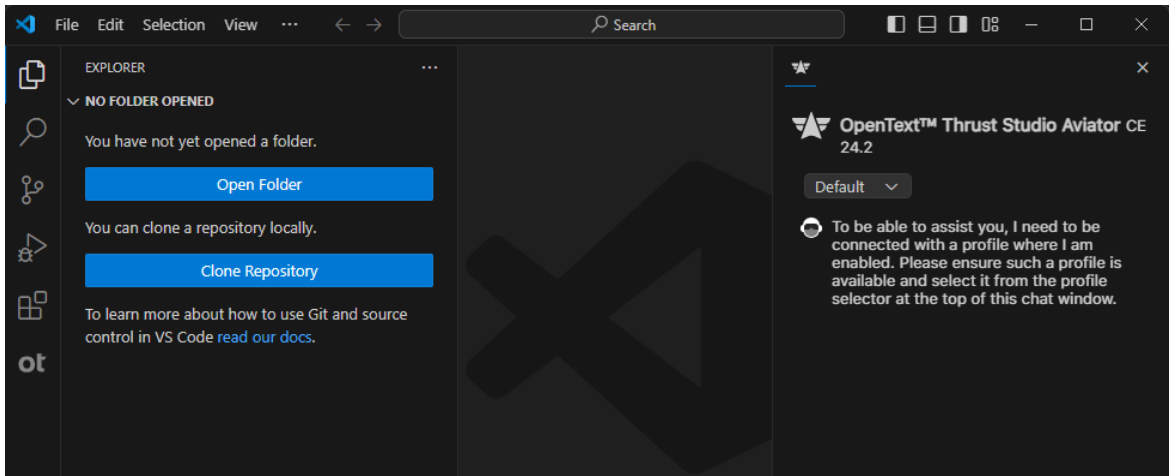 File Edit Selection View ··· Search
EXPLORER ···
NO FOLDER OPENED
You have not yet opened a folder.
Open Folder
You can clone a repository locally.
Clone Repository
To learn more about how to use Git and source
control in VS Code read our docs.
ot
OpenText™ Thrust Studio Aviator CE
24.2
Default
To be able to assist you, I need to be
connected with a profile where I am
enabled. Please ensure such a profile is
available and select it from the profile
selector at the top of this chat window.